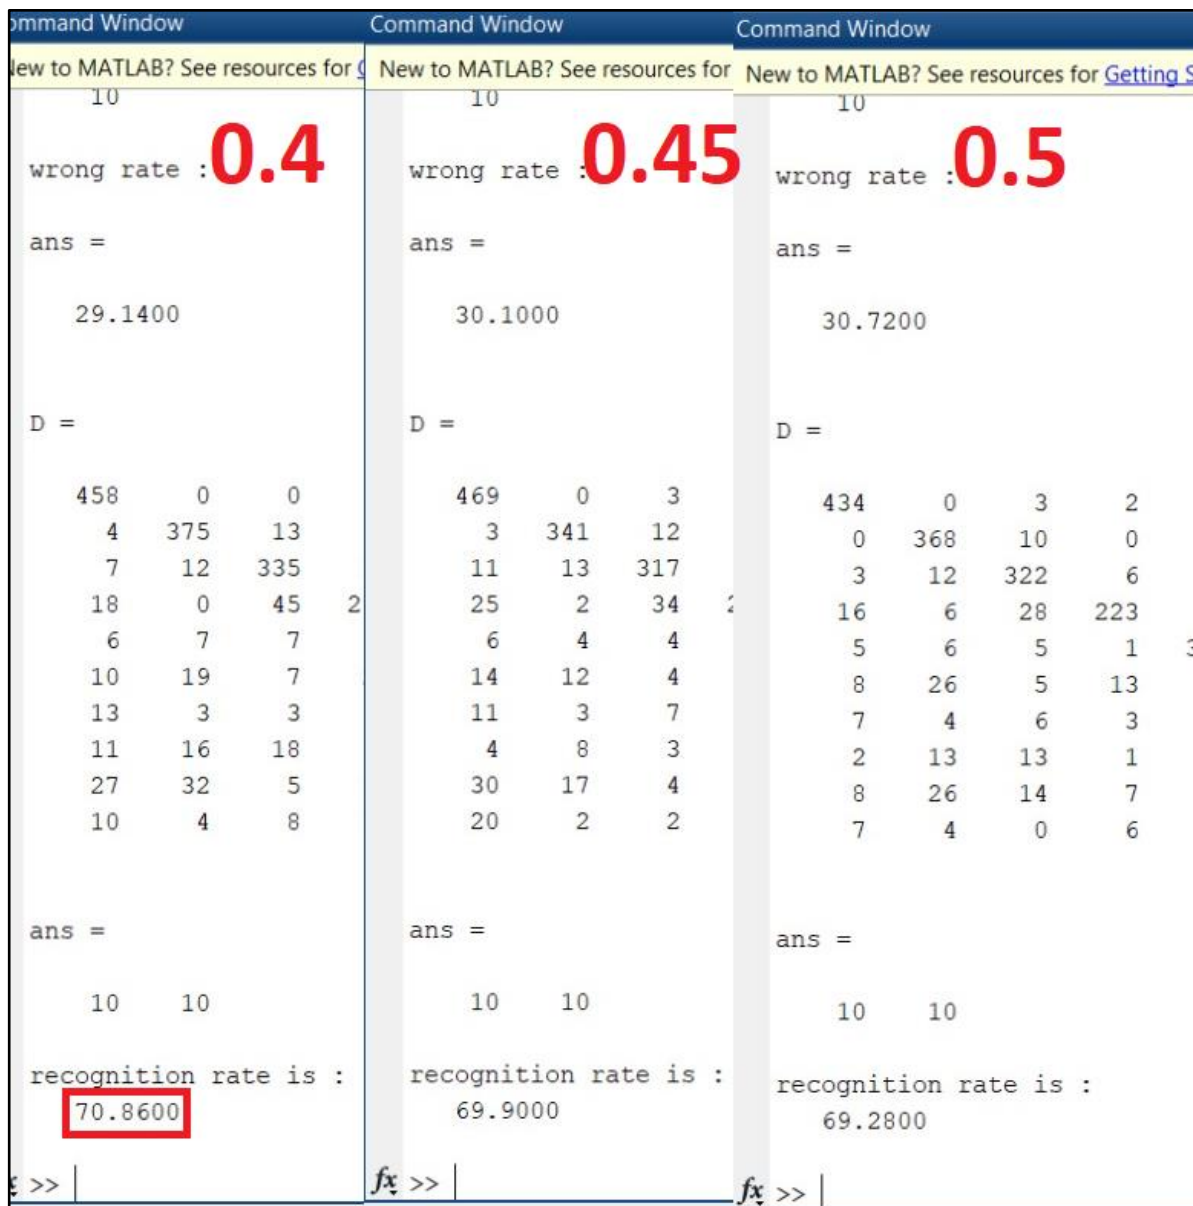 ommand Window
New to MATLAB? See resources for
10
wrong rate : 0.4
ans =
29.1400
D =
458 0 0
4 375 13
7 12 335
18 0 45 2
6 7 7
10 19 7
13 3 3
11 16 18
27 32 5
10 4 8
ans =
10 10
recognition rate is :
70.8600
>>
Command Window
New to MATLAB? See resources for
10
wrong rate : 0.45
ans =
30.1000
D =
469 0 3
3 341 12
11 13 317
25 2 34
6 4 4
14 12 4
11 3 7
4 8 3
30 17 4
20 2 2
ans =
10 10
recognition rate is :
69.9000
fx >>
Command Window
New to MATLAB? See resources for Getting S
10
wrong rate : 0.5
ans =
30.7200
D =
434 0 3 2
0 368 10 0
3 12 322 6
16 6 28 223
5 6 5 1 3
8 26 5 13
7 4 6 3
2 13 13 1
8 26 14 7
7 4 0 6
ans =
10 10
recognition rate is :
69.2800
fx >>